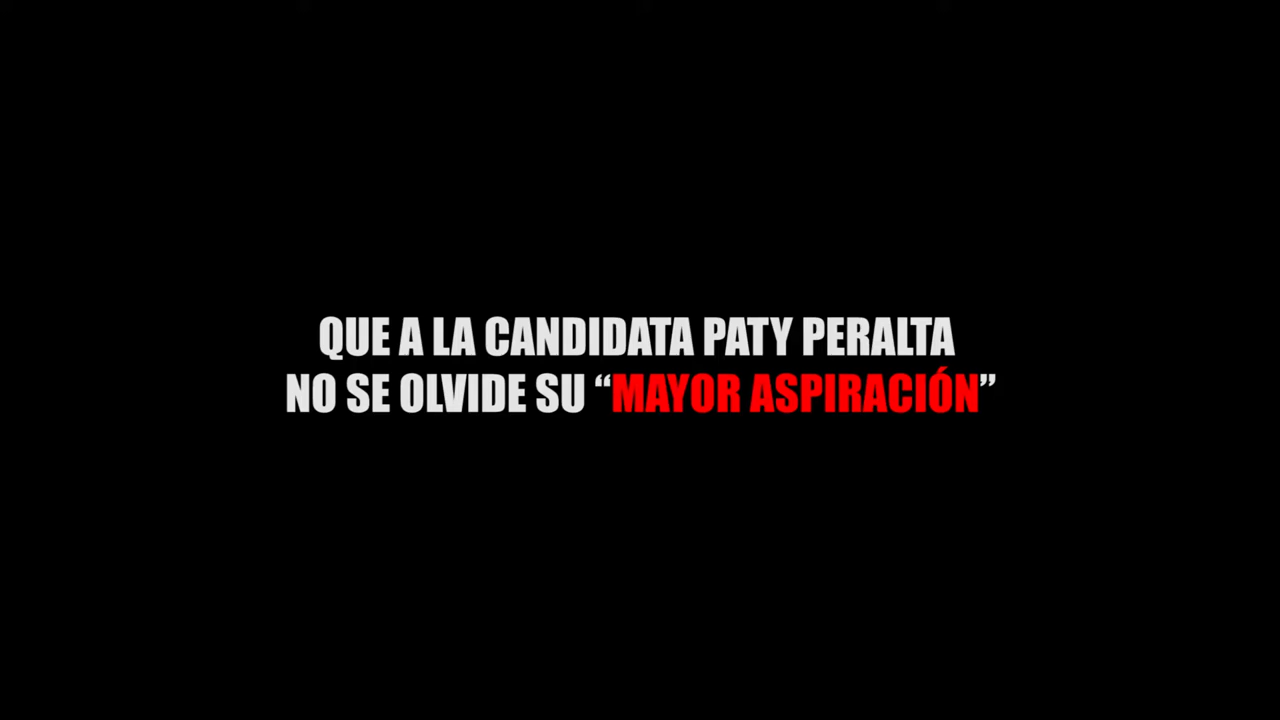 QUE A LA CANDIDATA PATY PERALTA
NO SE OLVIDE SU “MAYOR ASPIRACIÓN”